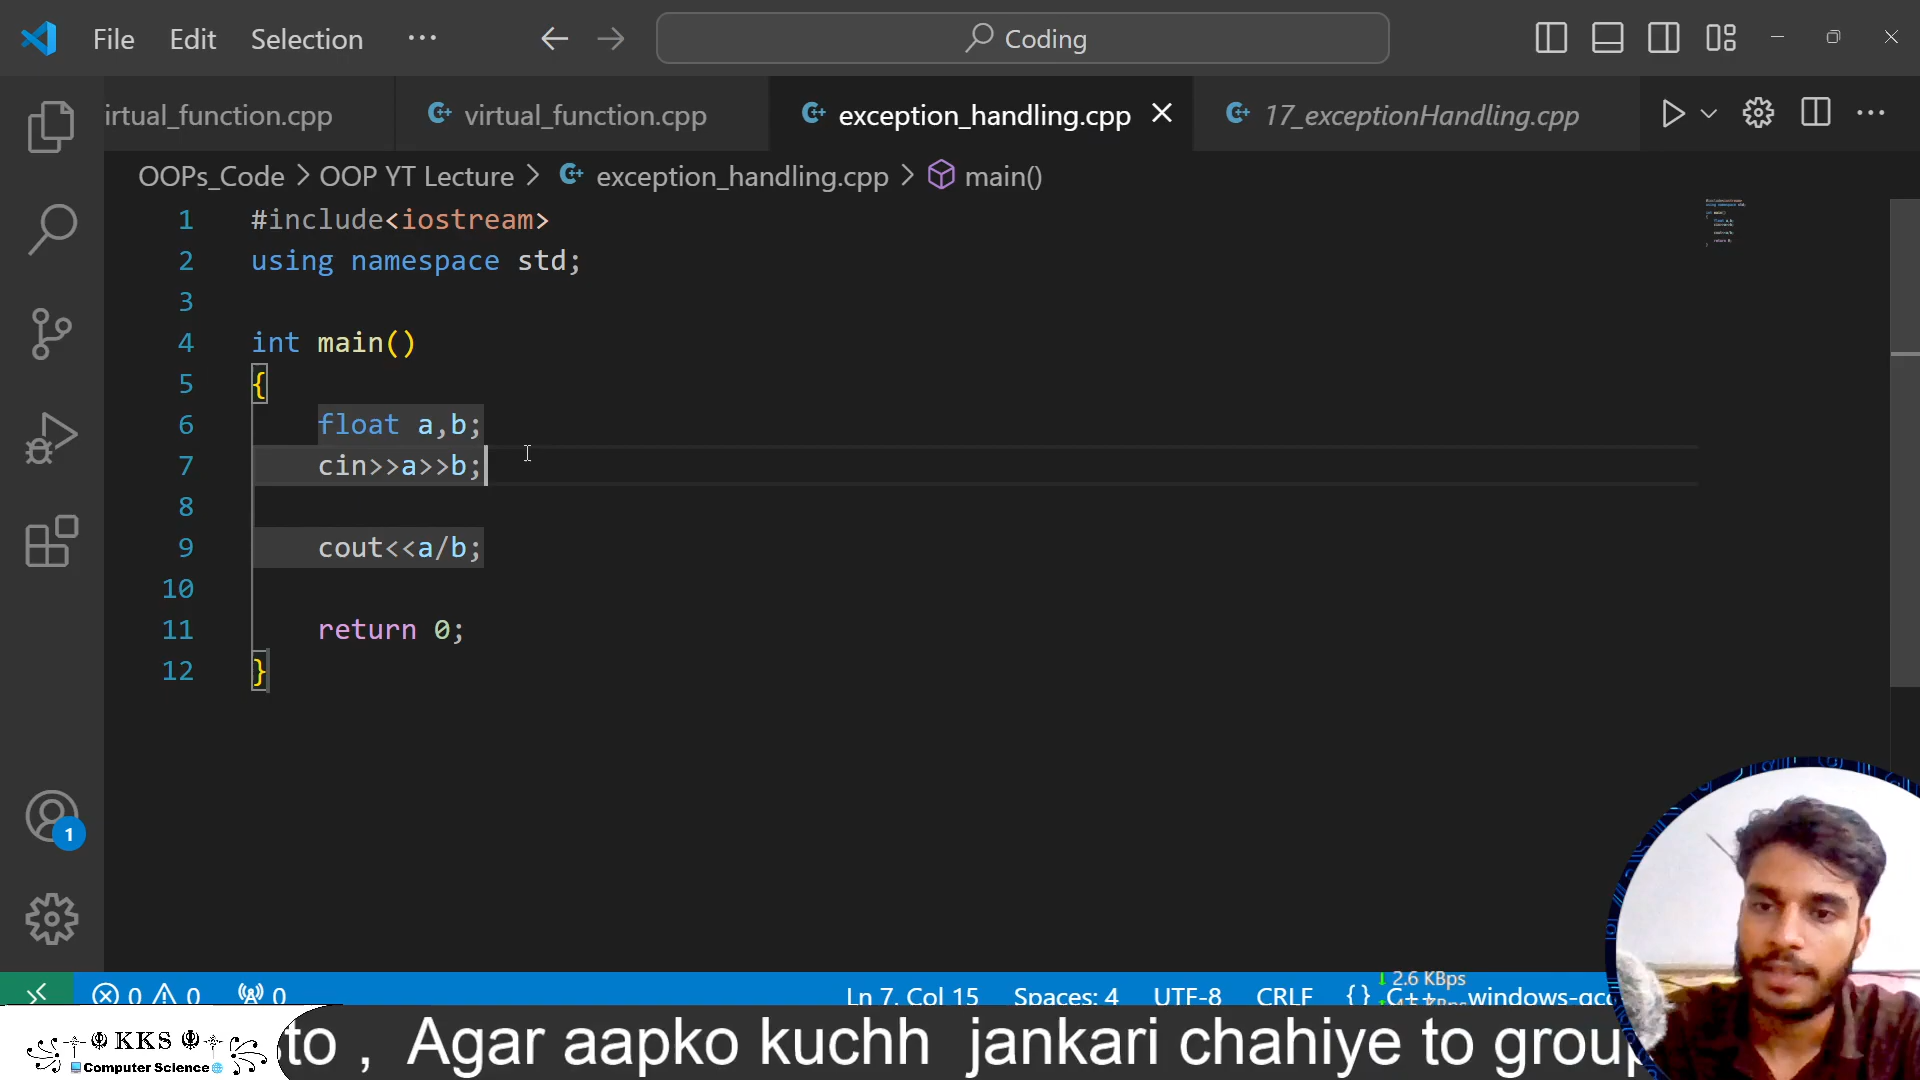 File Edit Selection ··· Coding
irtual_function.cpp virtual_function.cpp exception_handling.cpp 17_exceptionHandling.cpp
OOPs_Code > OOP YT Lecture > exception_handling.cpp > main()
1 #include<iostream>
2 using namespace std;
3
4 int main()
5 {
6 float a,b;
7 cin>>a>>b;
8
9 cout<<a/b;
10
11 return 0;
12 }
1
2.6 KBps
0 0 0 Ln 7, Col 15 Spaces: 4 UTF-8 CRLF {} C++ windows-gcc
KKS
Computer Science
to , Agar aapko kuchh jankari chahiye to group